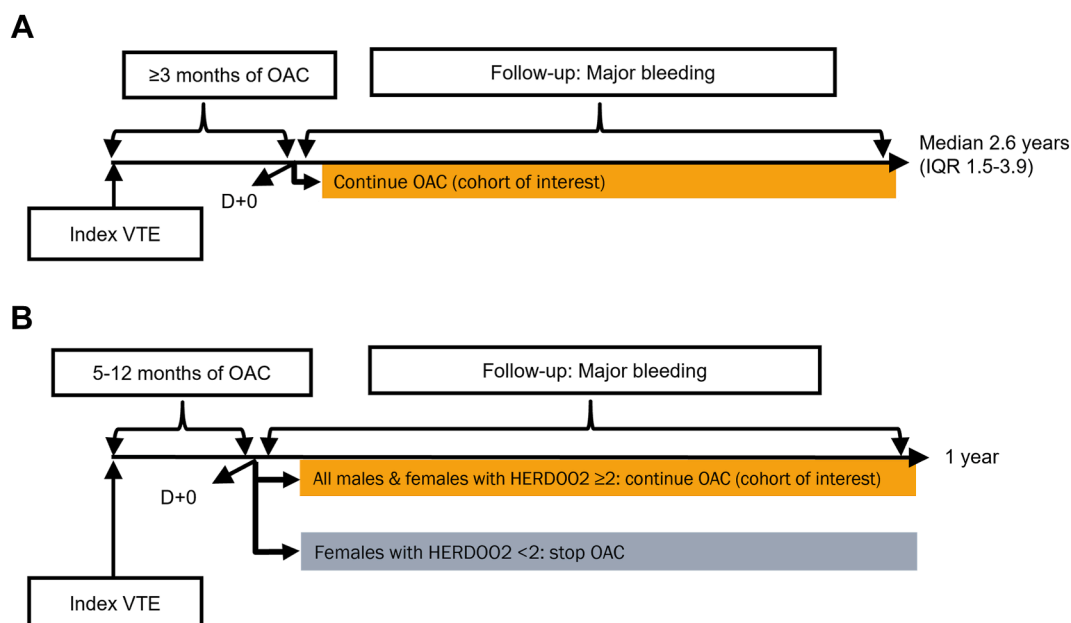 A
≥3 months of OAC
Follow-up: Major bleeding
Median 2.6 years
(IQR 1.5-3.9)
Continue OAC (cohort of interest)
D+0
Index VTE
B
5-12 months of OAC
Follow-up: Major bleeding
1 year
All males & females with HERDOO2 ≥2: continue OAC (cohort of interest)
D+0
Females with HERDOO2 <2: stop OAC
Index VTE